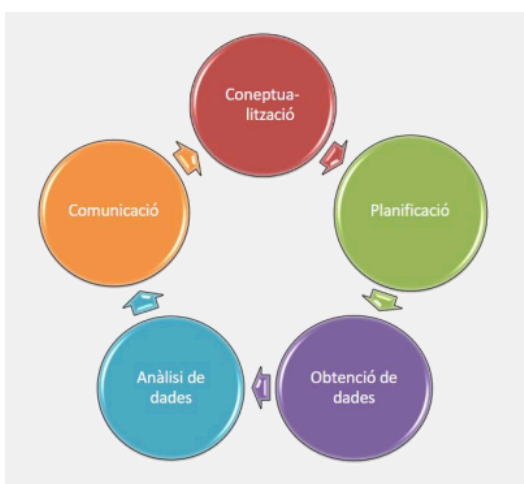 Coneptua-
lització
Planificació
Obtenció de
dades
Anàlisi de
dades
Comunicació